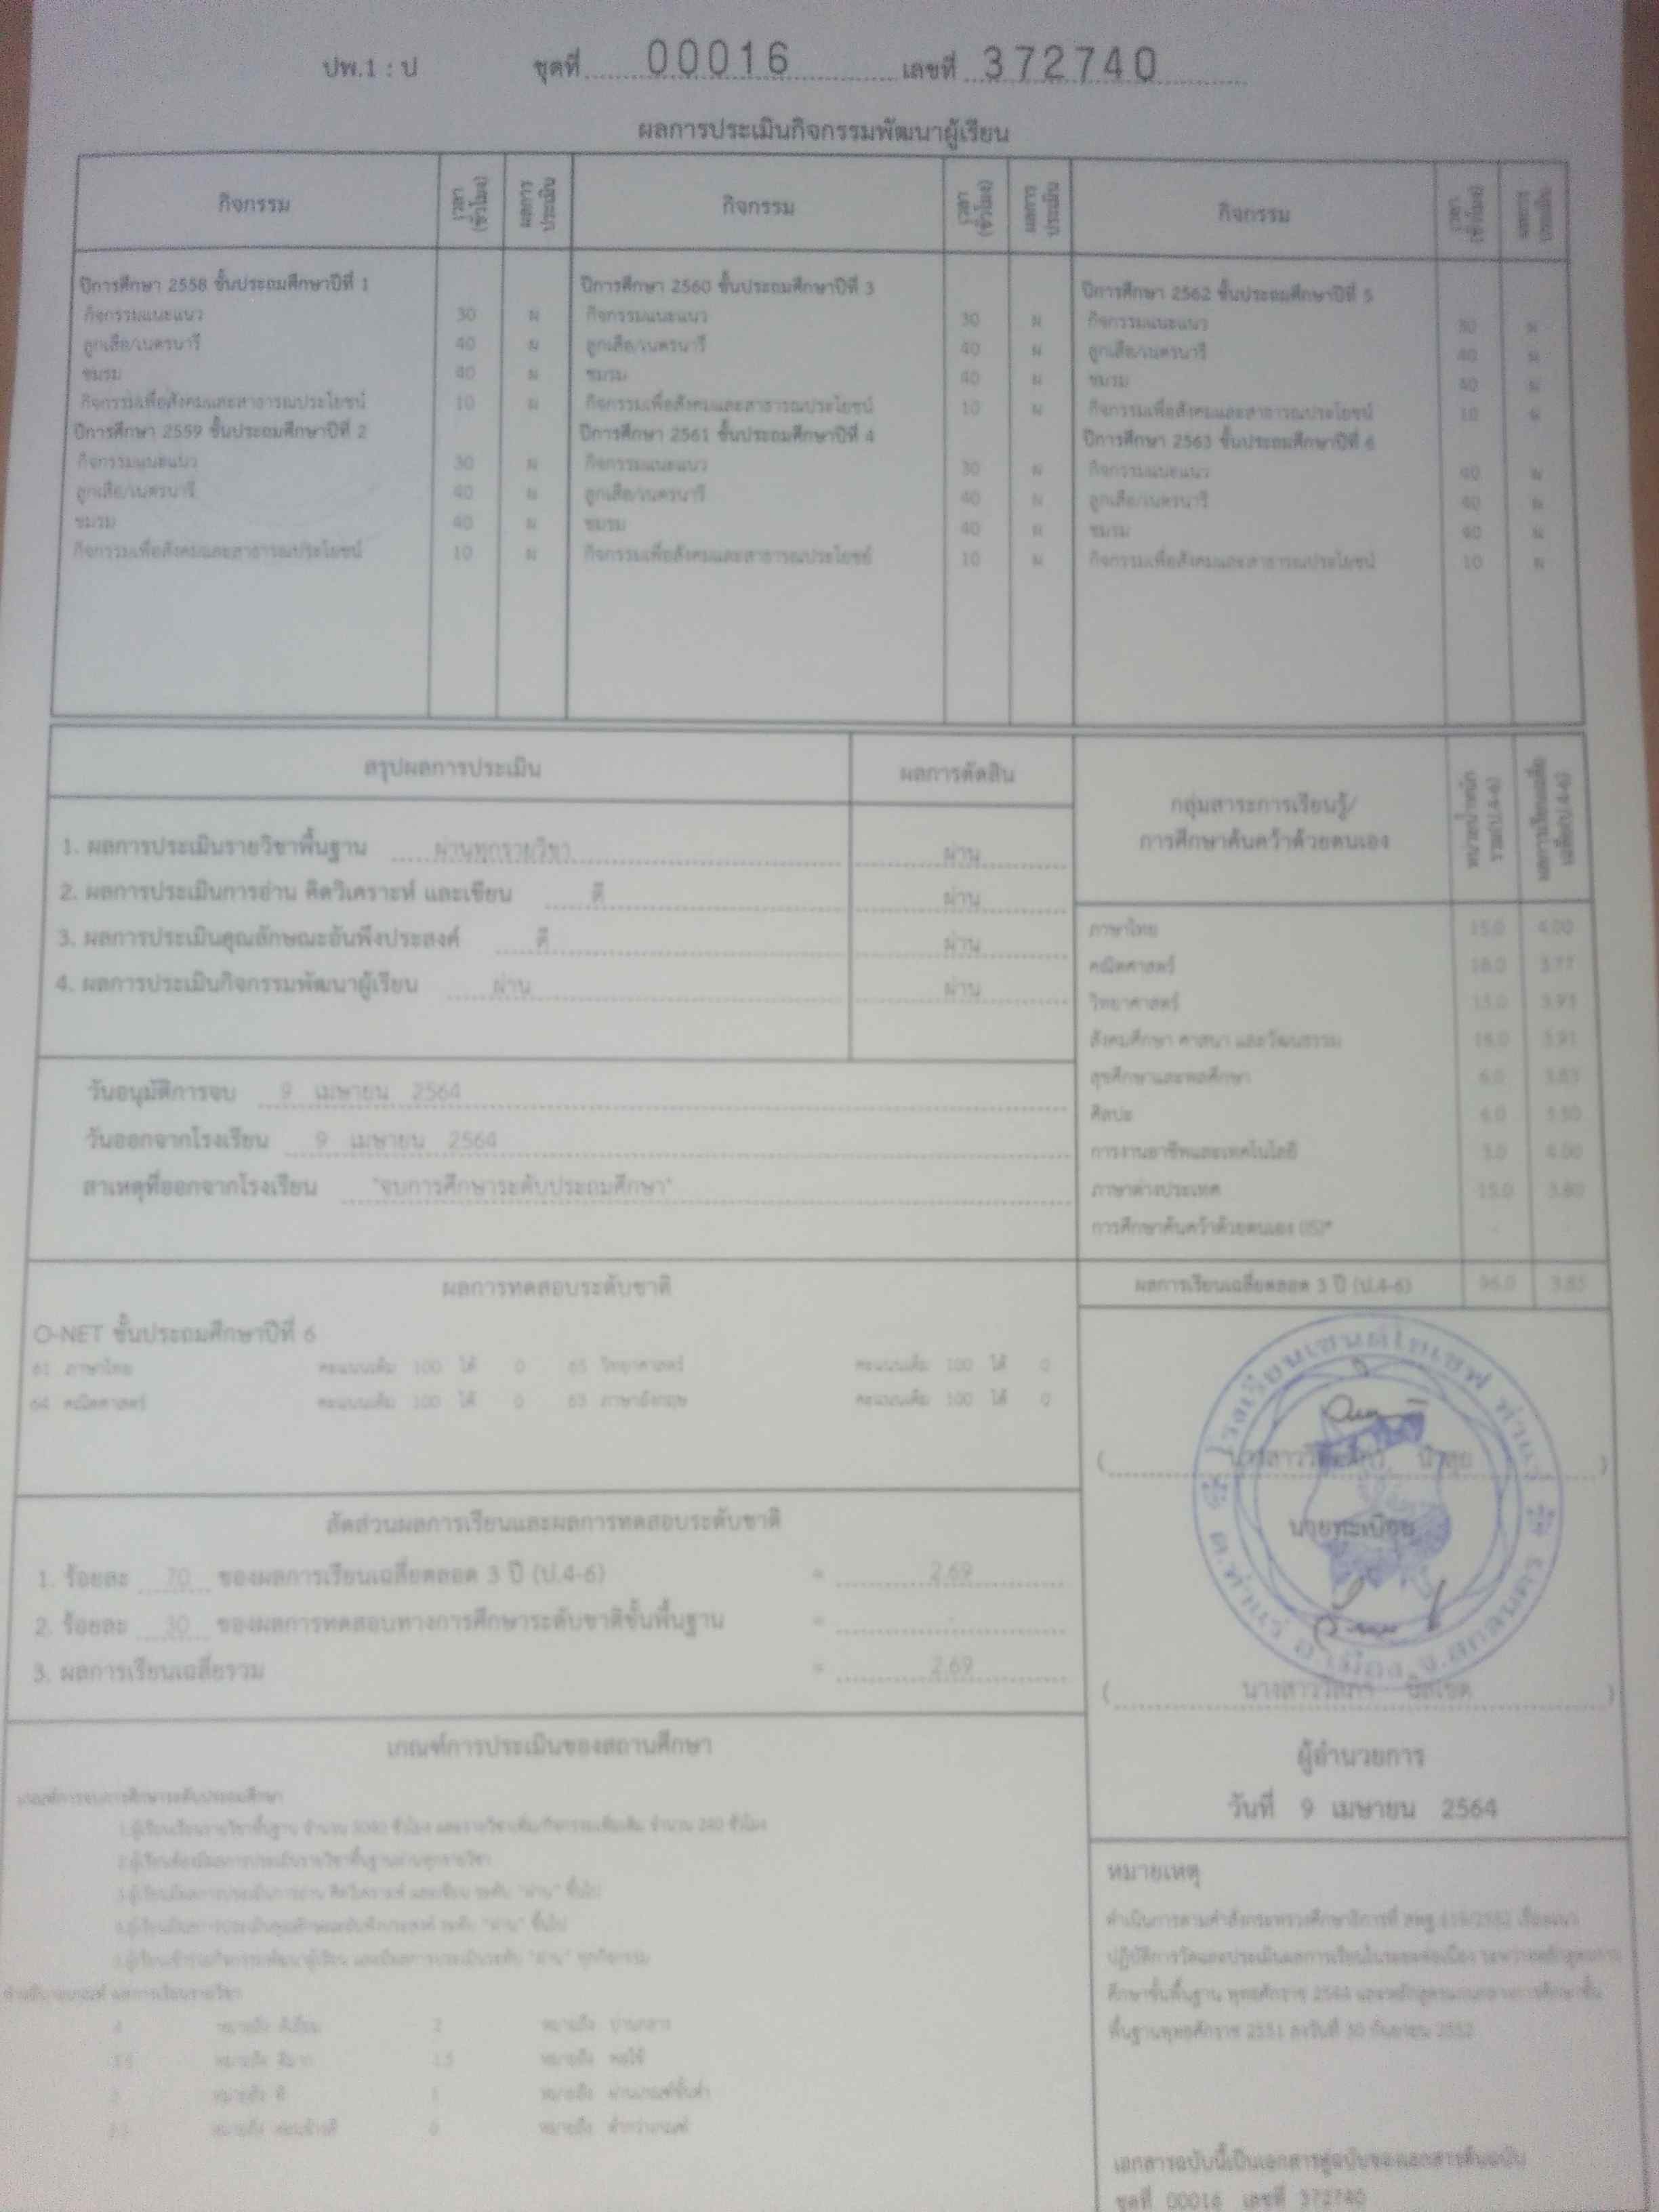 ปพ.1 : ป ชุดที่ 00016 เลขที่ 372740
ผลการประเมินกิจกรรมพัฒนาผู้เรียน
กิจกรรม เวลา (ชั่วโมง) ผลการประเมิน กิจกรรม เวลา (ชั่วโมง) ผลการประเมิน กิจกรรม เวลา (ชั่วโมง) ผลการประเมิน
ปีการศึกษา 2558 ชั้นประถมศึกษาปีที่ 1 ปีการศึกษา 2560 ชั้นประถมศึกษาปีที่ 3 ปีการศึกษา 2562 ชั้นประถมศึกษาปีที่ 5
กิจกรรมแนะแนว 30 ผ กิจกรรมแนะแนว 30 ผ กิจกรรมแนะแนว 30 ผ
ลูกเสือ/เนตรนารี 40 ผ ลูกเสือ/เนตรนารี 40 ผ ลูกเสือ/เนตรนารี 40 ผ
ชมรม 40 ผ ชมรม 40 ผ ชมรม 40 ผ
กิจกรรมเพื่อสังคมและสาธารณประโยชน์ 10 ผ กิจกรรมเพื่อสังคมและสาธารณประโยชน์ 10 ผ กิจกรรมเพื่อสังคมและสาธารณประโยชน์ 10 ผ
ปีการศึกษา 2559 ชั้นประถมศึกษาปีที่ 2 ปีการศึกษา 2561 ชั้นประถมศึกษาปีที่ 4 ปีการศึกษา 2563 ชั้นประถมศึกษาปีที่ 6
กิจกรรมแนะแนว 30 ผ กิจกรรมแนะแนว 30 ผ กิจกรรมแนะแนว 40 ผ
ลูกเสือ/เนตรนารี 40 ผ ลูกเสือ/เนตรนารี 40 ผ ลูกเสือ/เนตรนารี 40 ผ
ชมรม 40 ผ ชมรม 40 ผ ชมรม 40 ผ
กิจกรรมเพื่อสังคมและสาธารณประโยชน์ 10 ผ กิจกรรมเพื่อสังคมและสาธารณประโยชน์ 10 ผ กิจกรรมเพื่อสังคมและสาธารณประโยชน์ 10 ผ
สรุปผลการประเมิน ผลการตัดสิน
1. ผลการประเมินรายวิชาพื้นฐาน ผ่านทุกรายวิชา ผ่าน
2. ผลการประเมินการอ่าน คิดวิเคราะห์ และเขียน ดี ผ่าน
3. ผลการประเมินคุณลักษณะอันพึงประสงค์ ดี ผ่าน
4. ผลการประเมินกิจกรรมพัฒนาผู้เรียน ผ่าน ผ่าน
วันอนุมัติการจบ 9 เมษายน 2564
วันออกจากโรงเรียน 9 เมษายน 2564
สาเหตุที่ออกจากโรงเรียน "จบการศึกษาระดับประถมศึกษา"
กลุ่มสาระการเรียนรู้/
การศึกษาค้นคว้าด้วยตนเอง
หน่วยน้ำหนักรวม(ป.4-6) ผลการเรียนเฉลี่ย
ภาษาไทย 15.0 4.00
คณิตศาสตร์ 18.0 3.77
วิทยาศาสตร์ 15.0 3.93
สังคมศึกษา ศาสนา และวัฒนธรรม 18.0 3.91
สุขศึกษาและพลศึกษา 6.0 3.83
ศิลปะ 6.0 3.50
การงานอาชีพและเทคโนโลยี 3.0 4.00
ภาษาต่างประเทศ 15.0 3.80
การศึกษาค้นคว้าด้วยตนเอง (IS)* -
ผลการเรียนเฉลี่ยตลอด 3 ปี (ป.4-6) 96.0 3.85
ผลการทดสอบระดับชาติ
O-NET ชั้นประถมศึกษาปีที่ 6
61 ภาษาไทย คะแนนเต็ม 100 ได้ 0 65 วิทยาศาสตร์ คะแนนเต็ม 100 ได้ 0
64 คณิตศาสตร์ คะแนนเต็ม 100 ได้ 0 63 ภาษาอังกฤษ คะแนนเต็ม 100 ได้ 0
สัดส่วนผลการเรียนและผลการทดสอบระดับชาติ
1. ร้อยละ 70 ของผลการเรียนเฉลี่ยตลอด 3 ปี (ป.4-6) = 2.69
2. ร้อยละ 30 ของผลการทดสอบทางการศึกษาระดับชาติขั้นพื้นฐาน = -
3. ผลการเรียนเฉลี่ยรวม = 2.69
โรงเรียนเซนต์โยเซฟ ท่าแร่
ต.ท่าแร่ อ.เมือง จ.สกลนคร
นายทะเบียน
นางสาววิลภา
ผู้อำนวยการ
วันที่ 9 เมษายน 2564
เกณฑ์การประเมินของสถานศึกษา
เกณฑ์การจบการศึกษาระดับประถมศึกษา
1.ผู้เรียนเรียนรายวิชาพื้นฐาน จำนวน 5040 ชั่วโมง และรายวิชาเพิ่ม/กิจกรรมเพิ่มเติม จำนวน 240 ชั่วโมง
2.ผู้เรียนต้องมีผลการประเมินรายวิชาพื้นฐานผ่านทุกรายวิชา
3.ผู้เรียนมีผลการประเมินการอ่าน คิดวิเคราะห์ และเขียน ระดับ "ผ่าน" ขึ้นไป
4.ผู้เรียนมีผลการประเมินคุณลักษณะอันพึงประสงค์ ระดับ "ผ่าน" ขึ้นไป
5.ผู้เรียนเข้าร่วมกิจกรรมพัฒนาผู้เรียน และมีผลการประเมินระดับ "ผ่าน" ทุกกิจกรรม
คำอธิบายเกณฑ์ ผลการเรียนรายวิชา
4 หมายถึง ดีเยี่ยม 2 หมายถึง ปานกลาง
3.5 หมายถึง ดีมาก 1.5 หมายถึง พอใช้
3 หมายถึง ดี 1 หมายถึง ผ่านเกณฑ์ขั้นต่ำ
2.5 หมายถึง ค่อนข้างดี 0 หมายถึง ต่ำกว่าเกณฑ์
หมายเหตุ
ดำเนินการตามคำสั่งกระทรวงศึกษาธิการที่ สพฐ 616/2552 เรื่องแนว
ปฏิบัติการวัดและประเมินผลการเรียนในระยะต่อเนื่อง ระหว่างหลักสูตรการ
ศึกษาขั้นพื้นฐาน พุทธศักราช 2544 และหลักสูตรแกนกลางการศึกษาขั้น
พื้นฐานพุทธศักราช 2551 ลงวันที่ 30 กันยายน 2552
เอกสารฉบับนี้เป็นเอกสารคู่ฉบับของเอกสารต้นฉบับ
ชุดที่ 00016 เลขที่ 372740